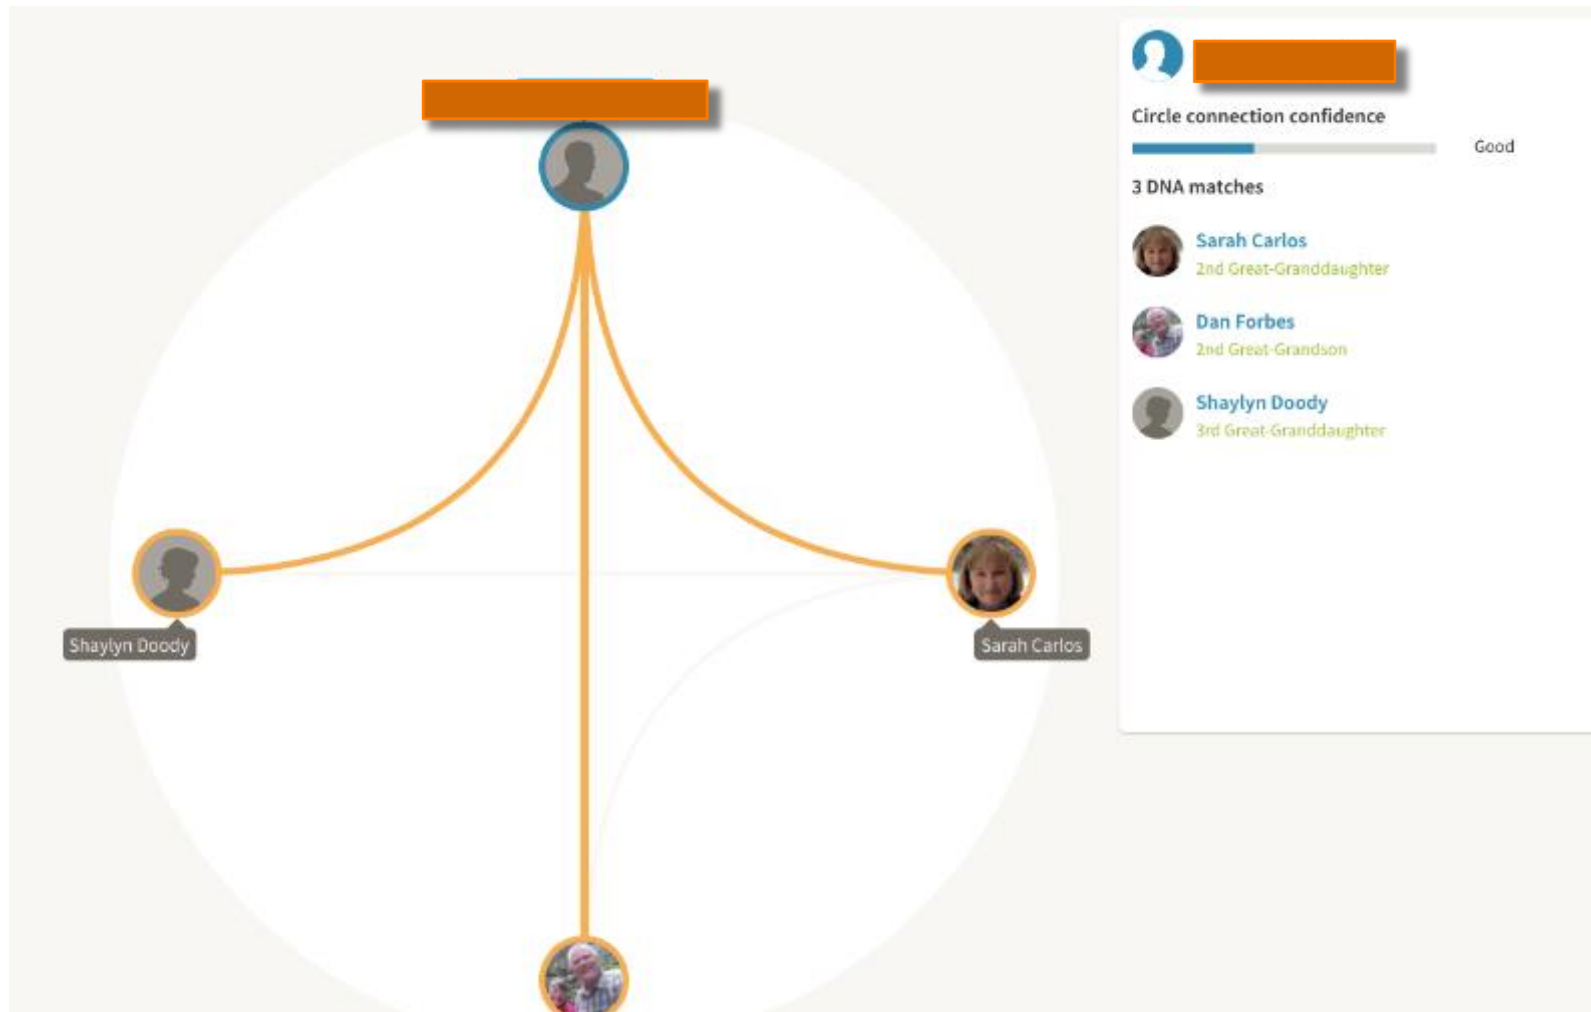 Circle connection confidence
Good
3 DNA matches
Sarah Carlos
2nd Great-Granddaughter
Dan Forbes
2nd Great-Grandson
Shaylyn Doody
3rd Great-Granddaughter
Shaylyn Doody
Sarah Carlos